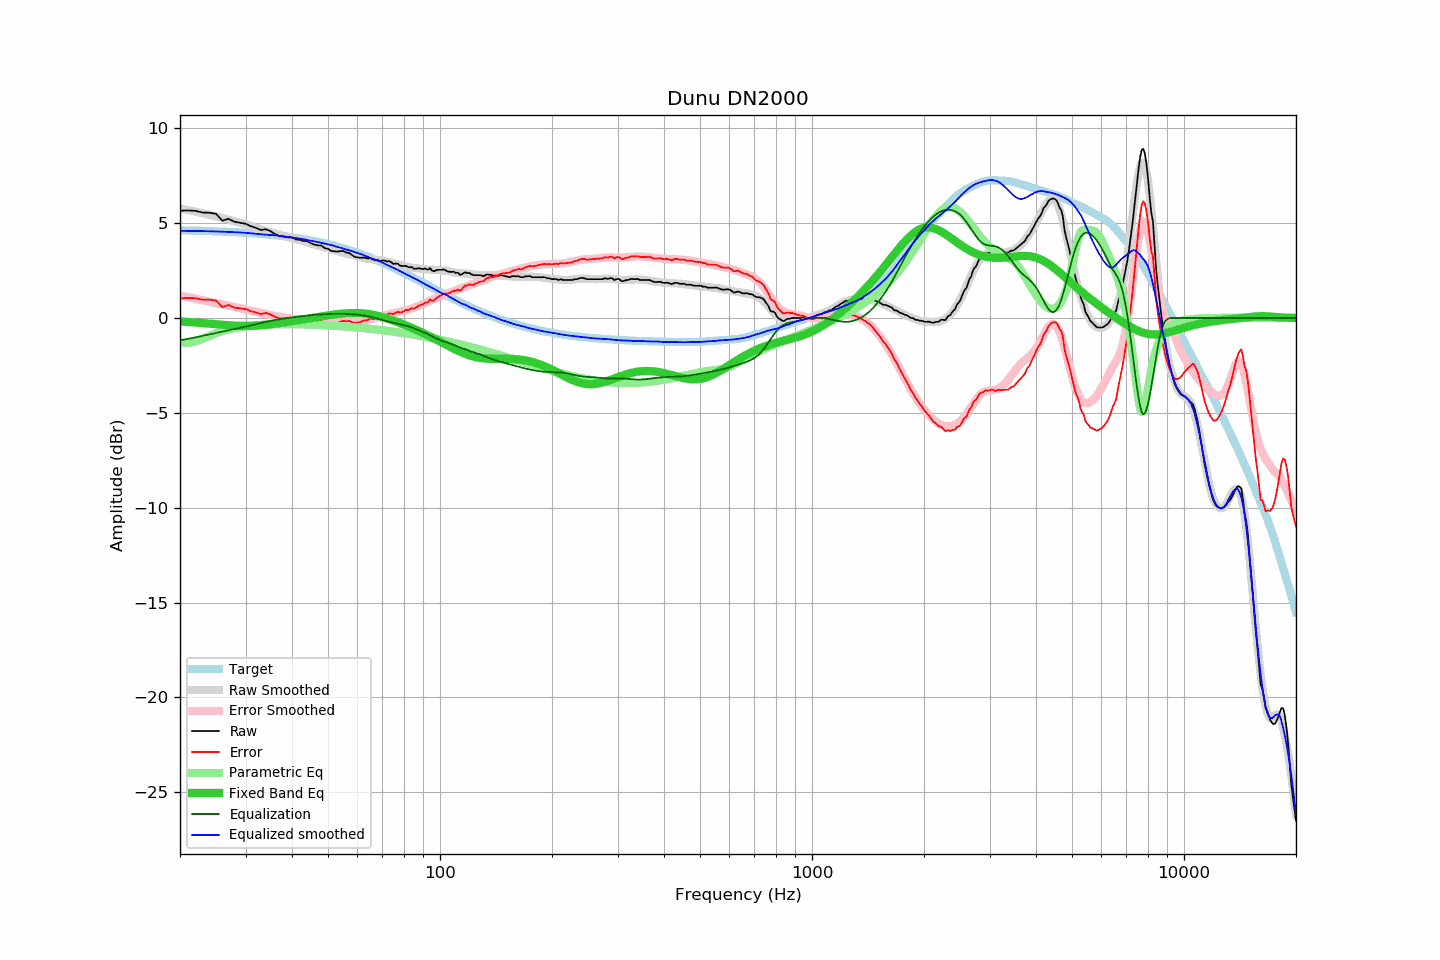 Dunu DN2000
10
5
0
−5
−10
−15
−20
−25
Amplitude (dBr)
Target
Raw Smoothed
Error Smoothed
Raw
Error
Parametric Eq
Fixed Band Eq
Equalization
Equalized smoothed
100
1000
10000
Frequency (Hz)